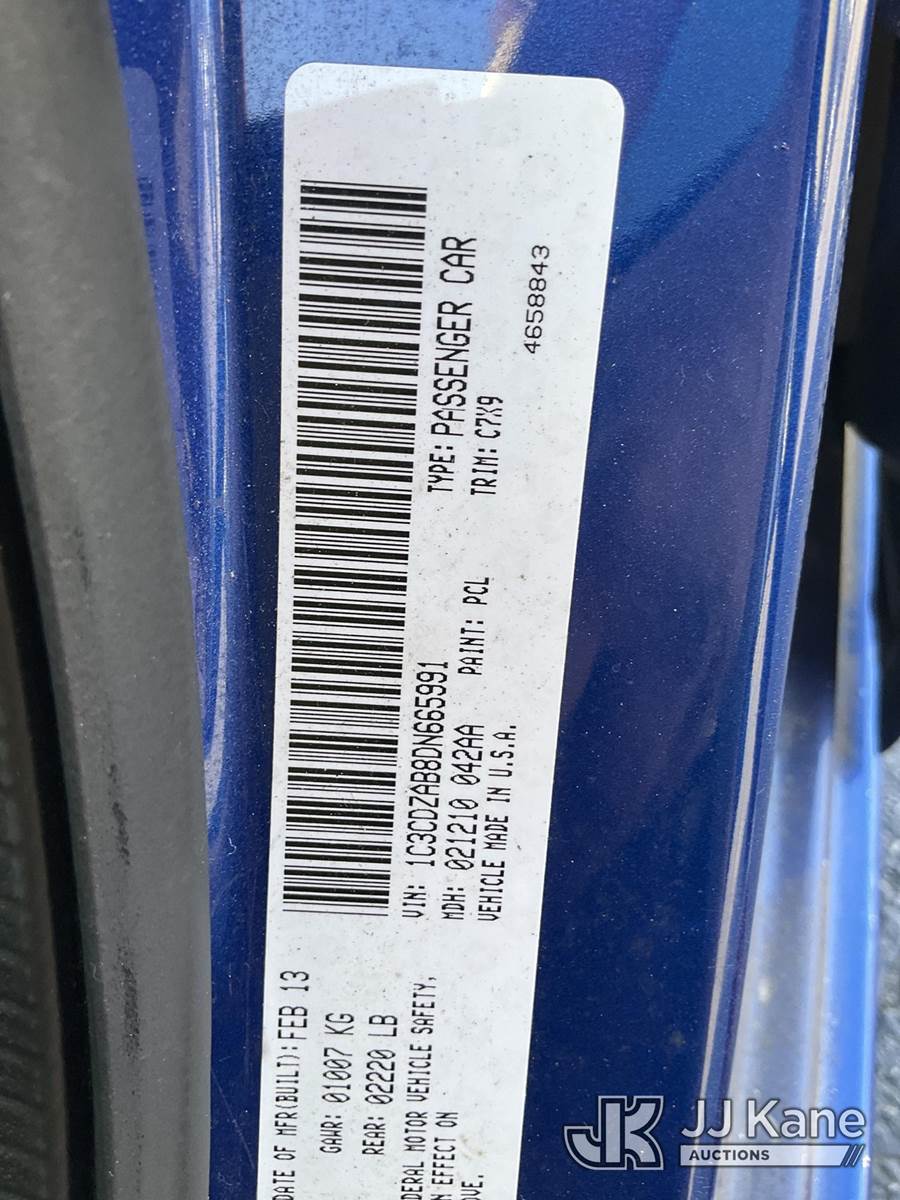 DATE OF MFR(BUILT): FEB 13
GAWR: 01007 KG
REAR: 02220 LB
VIN: 1C3CDZAB8DN665991
TYPE: PASSENGER CAR
MDH: 021210 042AA
PAINT: PCL
TRIM: C7X9
VEHICLE MADE IN U.S.A.
4658843
DERAL MOTOR VEHICLE SAFETY,
N EFFECT ON
OVE.
JK JJ Kane
AUCTIONS